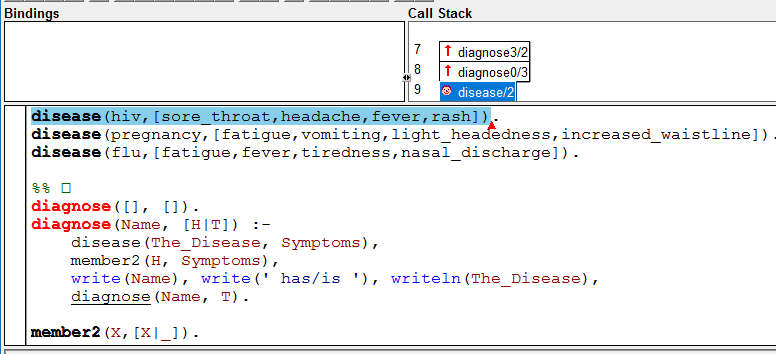 Bindings
Call Stack
7 diagnose3/2
8 diagnose0/3
9 disease/2
disease(hiv,[sore_throat,headache,fever,rash]).
disease(pregnancy,[fatigue,vomiting,light_headedness,increased_waistline]).
disease(flu,[fatigue,fever,tiredness,nasal_discharge]).
%% □
diagnose([], []).
diagnose(Name, [H|T]) :-
    disease(The_Disease, Symptoms),
    member2(H, Symptoms),
    write(Name), write(' has/is '), writeln(The_Disease),
    diagnose(Name, T).
member2(X,[X|_]).